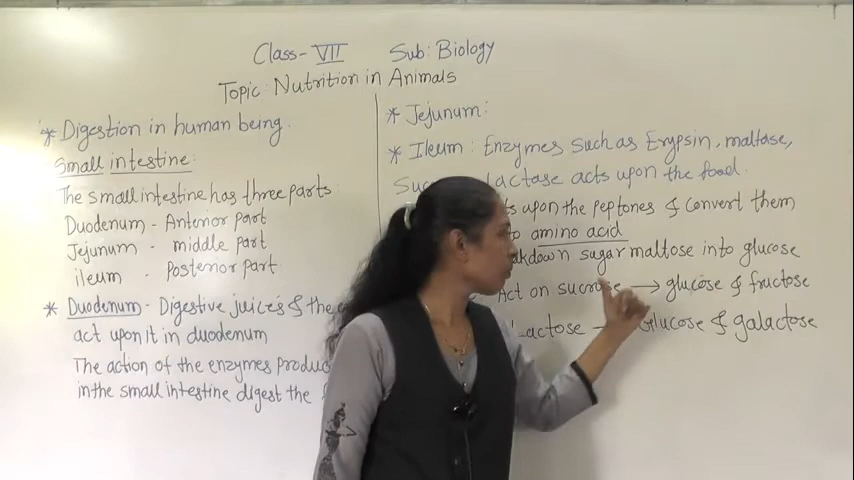 Class- VII Sub: Biology
Topic: Nutrition in Animals
* Digestion in human being.
Small intestine:
The small intestine has three parts:
Duodenum - Anterior part
Jejunum - middle part
ileum - Posterior part
* Duodenum - Digestive juices & the
act upon it in duodenum
The action of the enzymes
in the small intestine digest the
* Jejunum:
* Ileum: Enzymes such as Erypsin, maltase,
lactase acts upon the food.
upon the peptones & convert them
amino acid
sugar maltose into glucose
Act on sucrose → glucose & fructose
Lactose → Glucose & galactose